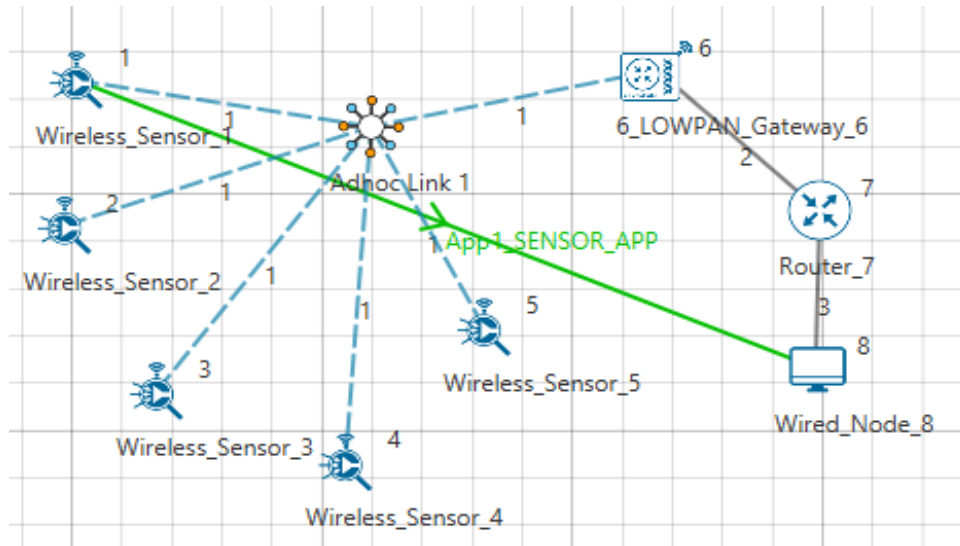 1
6
Wireless_Sensor_1
1
1
6_LOWPAN_Gateway_6
2
Adhoc Link 1
7
2
1
Wireless_Sensor_2
App1_SENSOR_APP
1
Router_7
1
3
1
5
3
8
Wireless_Sensor_5
Wireless_Sensor_3
4
Wired_Node_8
Wireless_Sensor_4